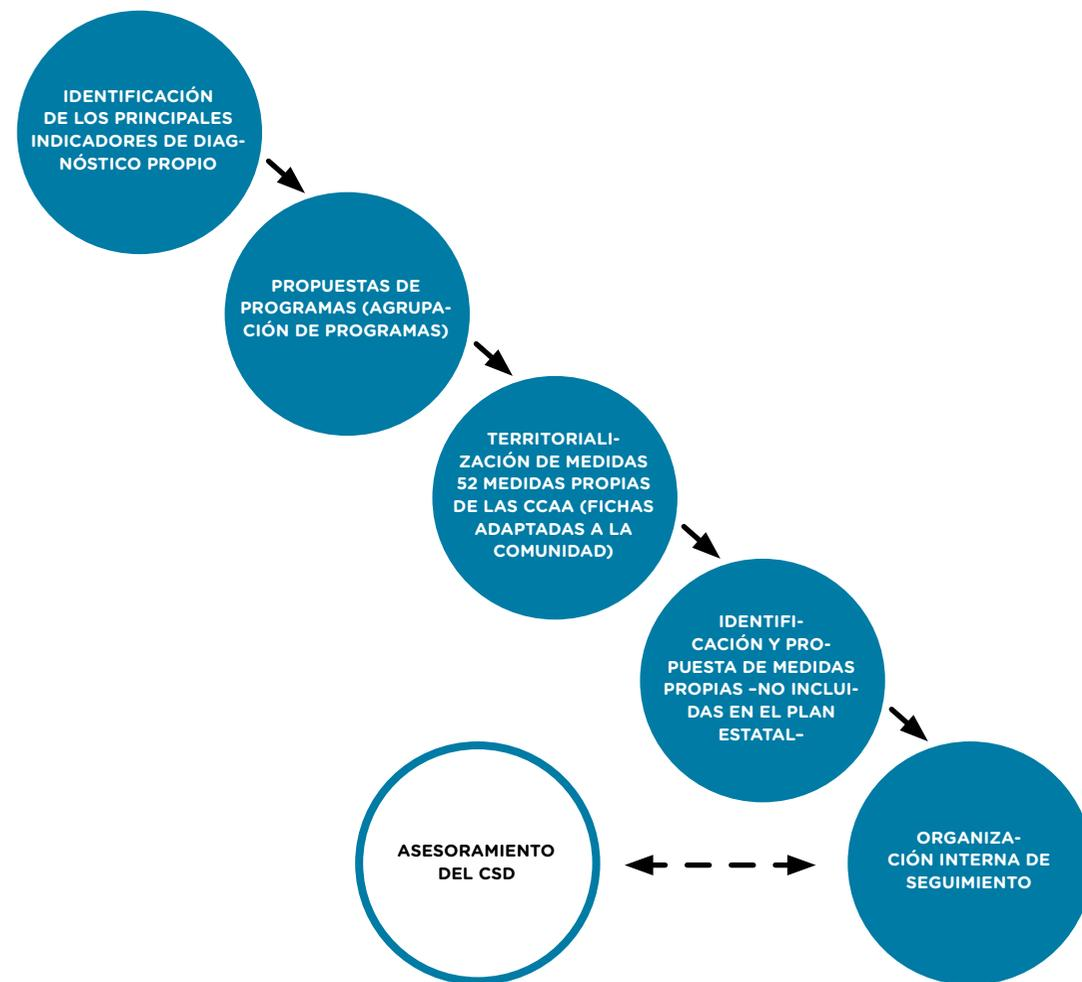 IDENTIFICACIÓN
DE LOS PRINCIPALES
INDICADORES DE DIAG-
NÓSTICO PROPIO
PROPUESTAS DE
PROGRAMAS (AGRUPA-
CIÓN DE PROGRAMAS)
TERRITORIALI-
ZACIÓN DE MEDIDAS
52 MEDIDAS PROPIAS
DE LAS CCAA (FICHAS
ADAPTADAS A LA
COMUNIDAD)
IDENTIFI-
CACIÓN Y PRO-
PUESTA DE MEDIDAS
PROPIAS –NO INCLUI-
DAS EN EL PLAN
ESTATAL–
ASESORAMIENTO
DEL CSD
ORGANIZA-
CIÓN INTERNA DE
SEGUIMIENTO